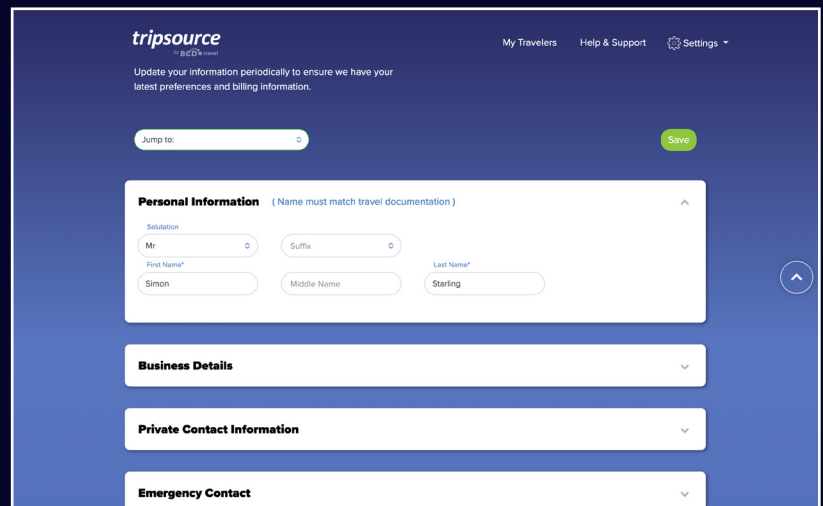 tripsource
by BCD travel
My Travelers Help & Support Settings
Update your information periodically to ensure we have your
latest preferences and billing information.
Jump to:
Save
Personal Information ( Name must match travel documentation )
Salutation
Mr Suffix
First Name* Last Name*
Simon Middle Name Starling
Business Details
Private Contact Information
Emergency Contact